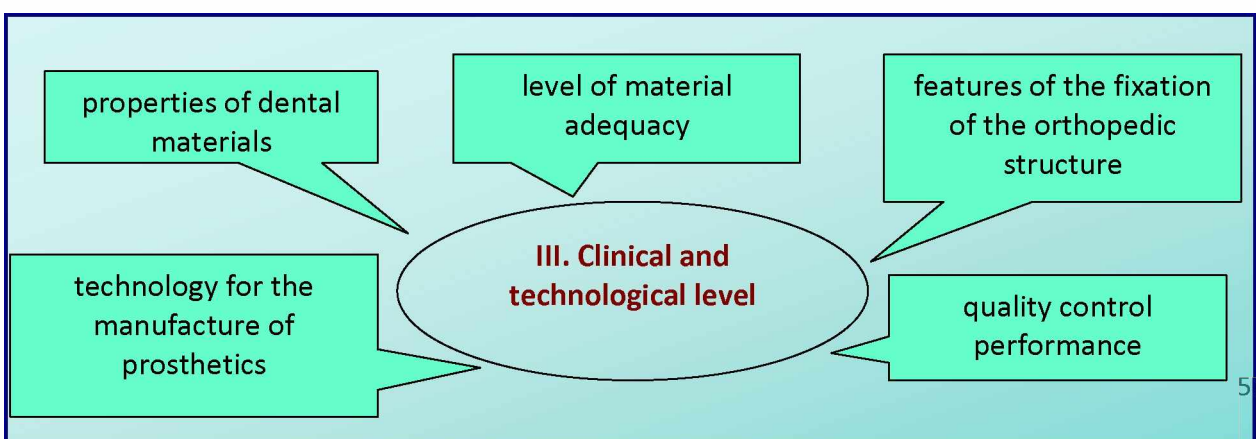 properties of dental
materials
level of material
adequacy
features of the fixation
of the orthopedic
structure
III. Clinical and
technological level
technology for the
manufacture of
prosthetics
quality control
performance
5